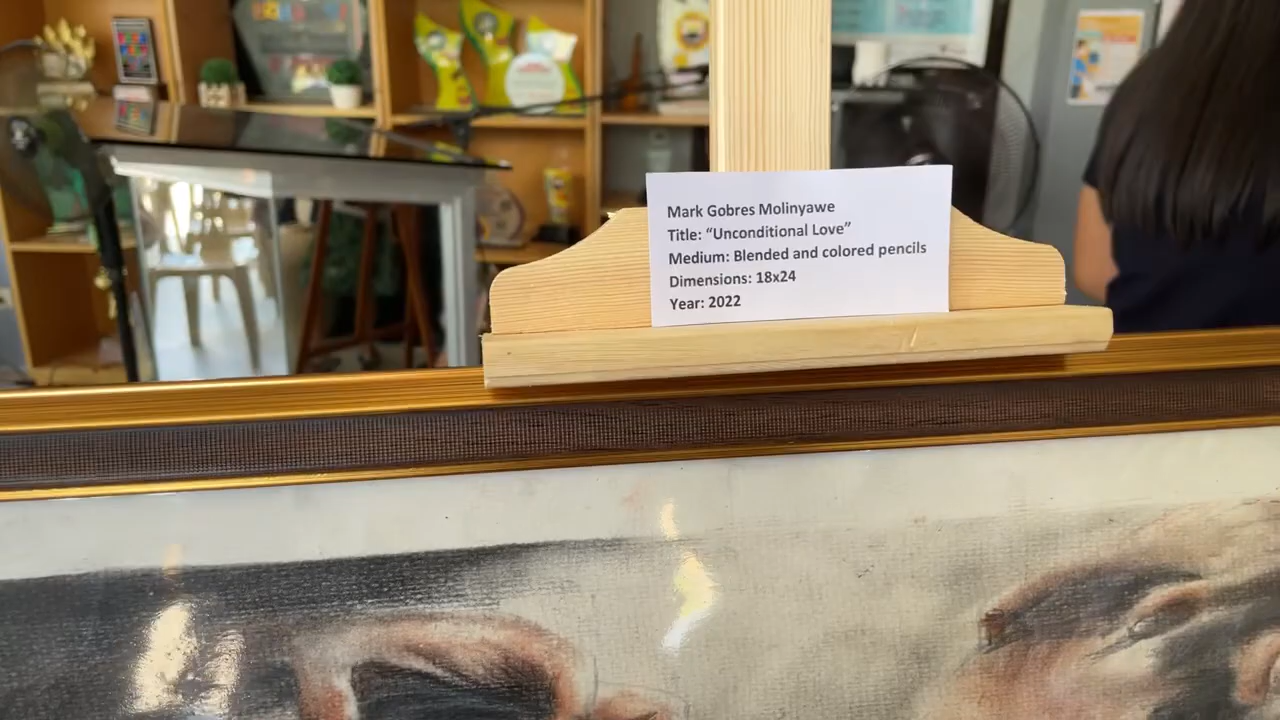 Mark Gobres Molinyawe
Title: “Unconditional Love”
Medium: Blended and colored pencils
Dimensions: 18x24
Year: 2022